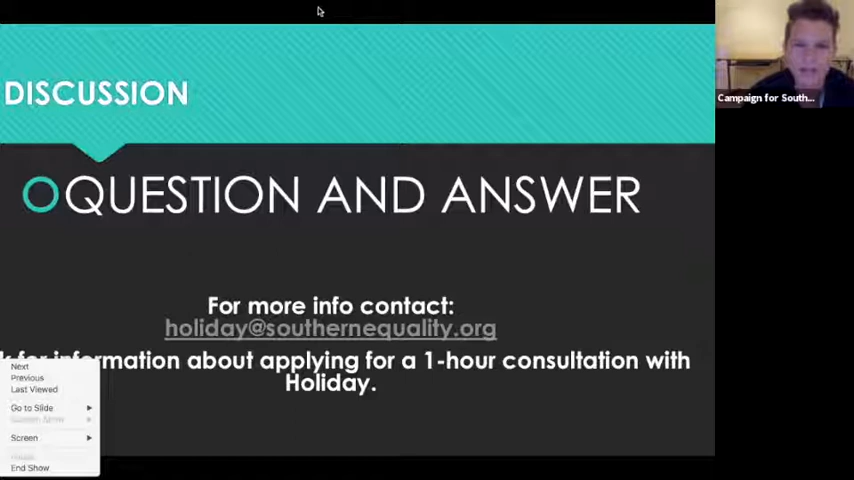 DISCUSSION
Campaign for South...
QUESTION AND ANSWER
For more info contact:
holiday@southernequality.org
for information about applying for a 1-hour consultation with
Holiday.
Next
Previous
Last Viewed
Go to Slide
Screen
End Show